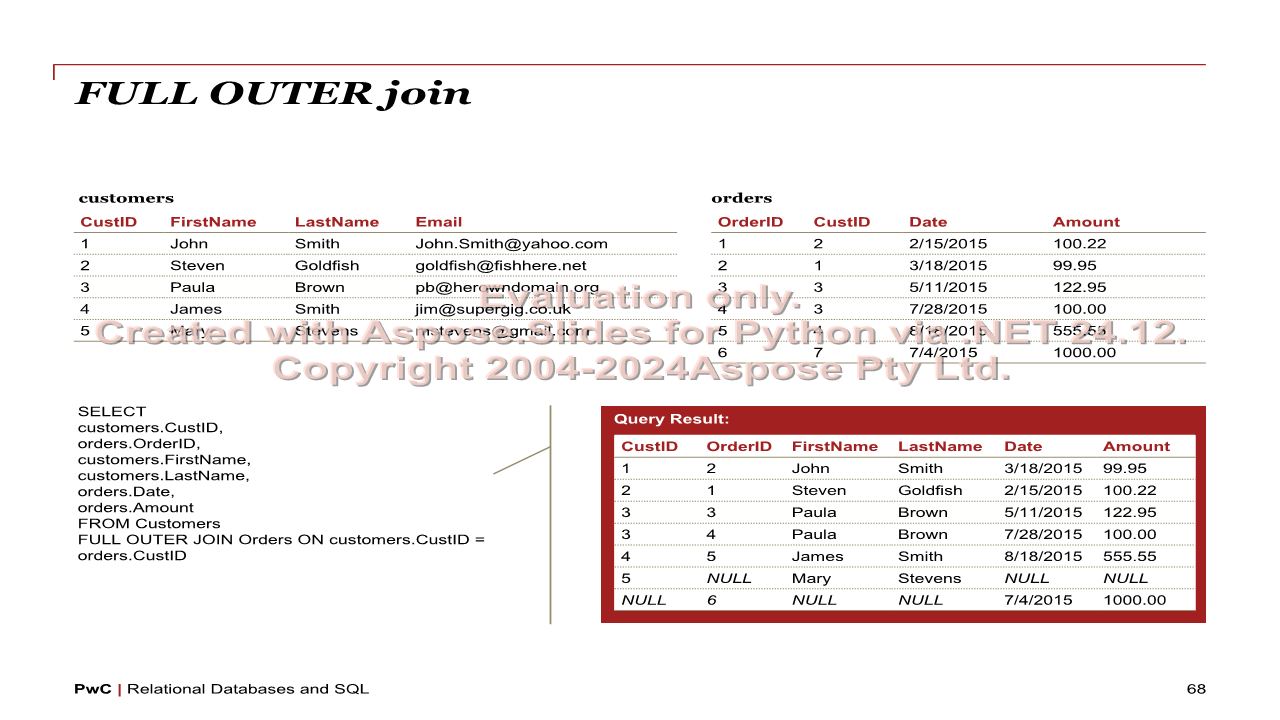 FULL OUTER join
customers
CustID FirstName LastName Email
1 John Smith John.Smith@yahoo.com
2 Steven Goldfish goldfish@fishhere.net
3 Paula Brown pb@herowndomain.org
4 James Smith jim@supergig.co.uk
5 Mary Stevens mstevens@gmail.com
orders
OrderID CustID Date Amount
1 2 2/15/2015 100.22
2 1 3/18/2015 99.95
3 3 5/11/2015 122.95
4 3 7/28/2015 100.00
5 4 8/18/2015 555.55
6 7 7/4/2015 1000.00
Evaluation only.
Created with Aspose.Slides for Python via .NET 24.12.
Copyright 2004-2024Aspose Pty Ltd.
SELECT
customers.CustID,
orders.OrderID,
customers.FirstName,
customers.LastName,
orders.Date,
orders.Amount
FROM Customers
FULL OUTER JOIN Orders ON customers.CustID =
orders.CustID
Query Result:
CustID OrderID FirstName LastName Date Amount
1 2 John Smith 3/18/2015 99.95
2 1 Steven Goldfish 2/15/2015 100.22
3 3 Paula Brown 5/11/2015 122.95
3 4 Paula Brown 7/28/2015 100.00
4 5 James Smith 8/18/2015 555.55
5 NULL Mary Stevens NULL NULL
NULL 6 NULL NULL 7/4/2015 1000.00
PwC | Relational Databases and SQL
68